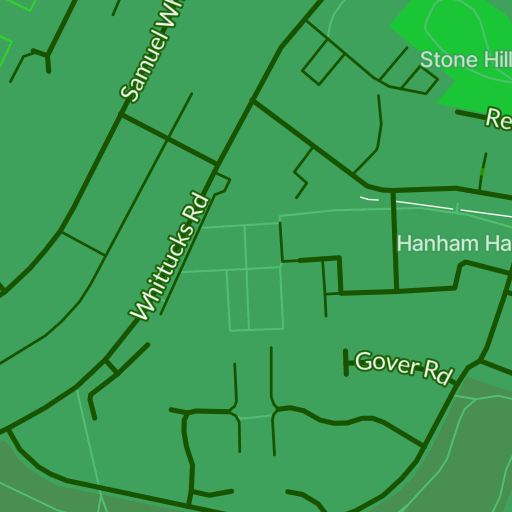 Samuel Wh
Stone Hill
Re
Whittucks Rd
Hanham Ha
Gover Rd